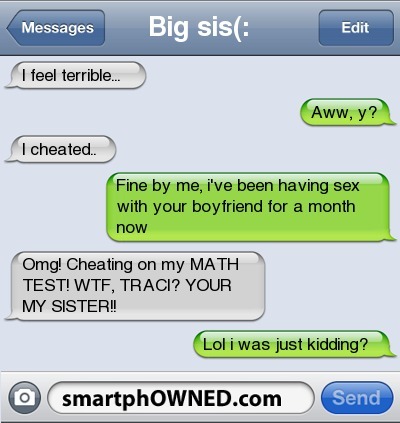 Messages
Big sis(:
Edit
I feel terrible...
Aww, y?
I cheated..
Fine by me, i've been having sex
with your boyfriend for a month
now
Omg! Cheating on my MATH
TEST! WTF, TRACI? YOUR
MY SISTER!!
Lol i was just kidding?
smartphOWNED.com
Send